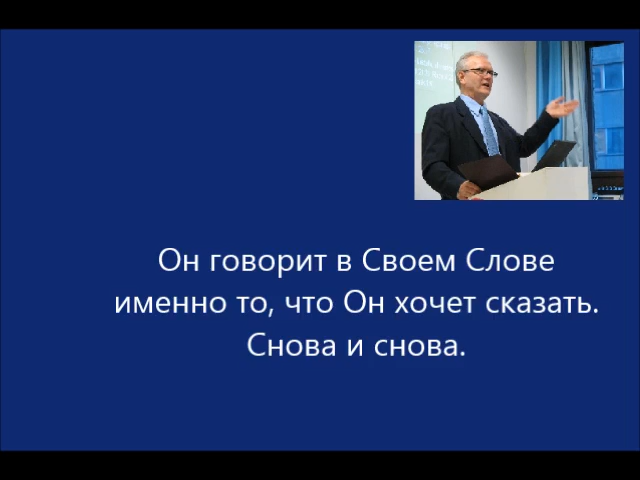 Он говорит в Своем Слове
именно то, что Он хочет сказать.
Снова и снова.